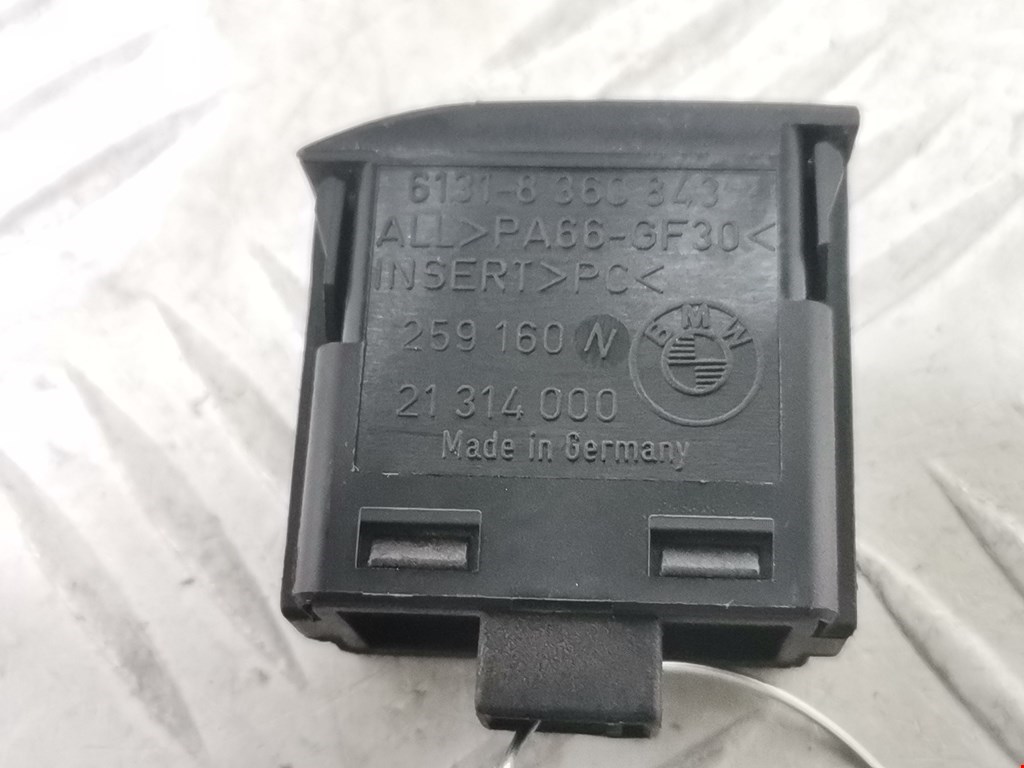 6131-8 360 843
ALL>PA66-GF30<
INSERT>PC<
259 160 N
BMW
21 314 000
Made in Germany